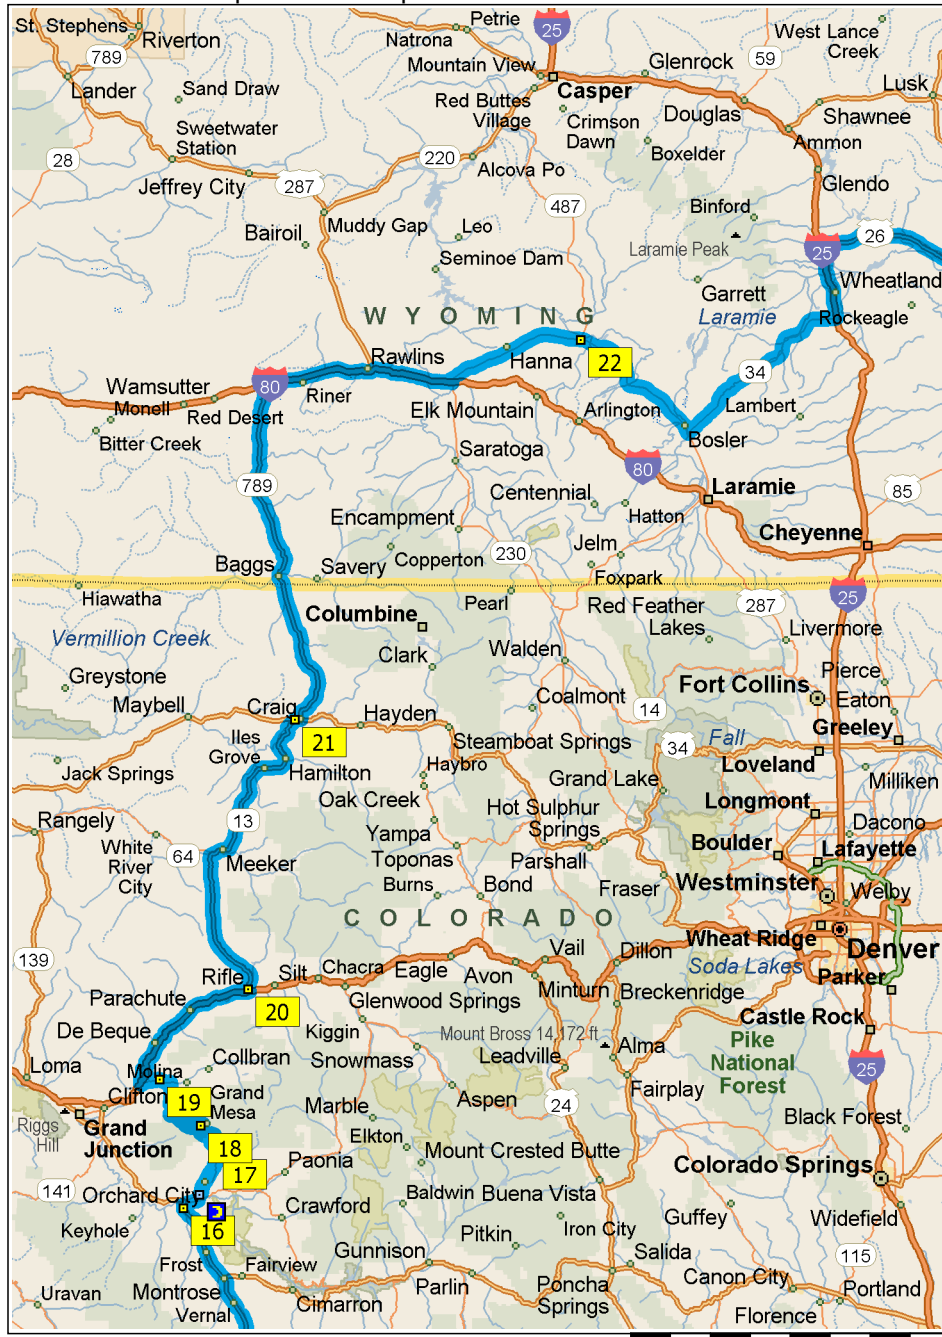 St. Stephens
Riverton
789
Lander
Sand Draw
Sweetwater
Station
28
Jeffrey City
287
220
Natrona
Petrie
25
Mountain View
Casper
Red Buttes
Village
Crimson
Dawn
Alcova Po
487
Glenrock
59
West Lance
Creek
Lusk
Douglas
Shawnee
Ammon
Boxelder
Glendo
Binford
Laramie Peak
25
26
Wheatland
Garrett
Laramie
Rockeagle
Bairoil
Muddy Gap
Leo
Seminoe Dam
WYOMING
Rawlins
Hanna
22
34
Lambert
80
Wamsutter
Monell
Red Desert
Riner
Bitter Creek
Elk Mountain
Arlington
Bosler
Saratoga
80
Laramie
85
789
Centennial
Hatton
Encampment
Cheyenne
Jelm
230
Copperton
Baggs
Savery
Foxpark
25
Hiawatha
Pearl
Red Feather
Lakes
287
Columbine
Livermore
Vermillion Creek
Clark
Walden
Greystone
Pierce
Fort Collins
Eaton
Maybell
Craig
Hayden
Coalmont
14
Greeley
21
Iles
Grove
Steamboat Springs
34
Fall
Loveland
Jack Springs
Hamilton
Haybro
Grand Lake
Milliken
Oak Creek
Hot Sulphur
Springs
Longmont
Rangely
13
Dacono
White
River
City
64
Meeker
Yampa
Toponas
Parshall
Boulder
Lafayette
Burns
Bond
Fraser
Westminster
Welby
COLORADO
Wheat Ridge
Denver
139
Rifle
Silt
Chacra
Eagle
Avon
Vail
Dillon
Soda Lakes
Parker
Parachute
20
Glenwood Springs
Minturn
Breckenridge
Castle Rock
De Beque
Kiggin
Mount Bross 14,172 ft
Pike
National
Forest
Loma
Collbran
Snowmass
Leadville
Alma
25
Molina
Clifton
19
Grand
Mesa
Marble
Aspen
24
Fairplay
Black Forest
Riggs
Hill
Grand
Junction
18
Elkton
Mount Crested Butte
17
Paonia
Colorado Springs
141
Orchard City
Crawford
Baldwin
Buena Vista
Keyhole
16
Pitkin
Iron City
Guffey
Widefield
Frost
Fairview
Gunnison
Salida
115
Uravan
Montrose
Vernal
Cimarron
Parlin
Poncha
Springs
Canon City
Portland
Florence